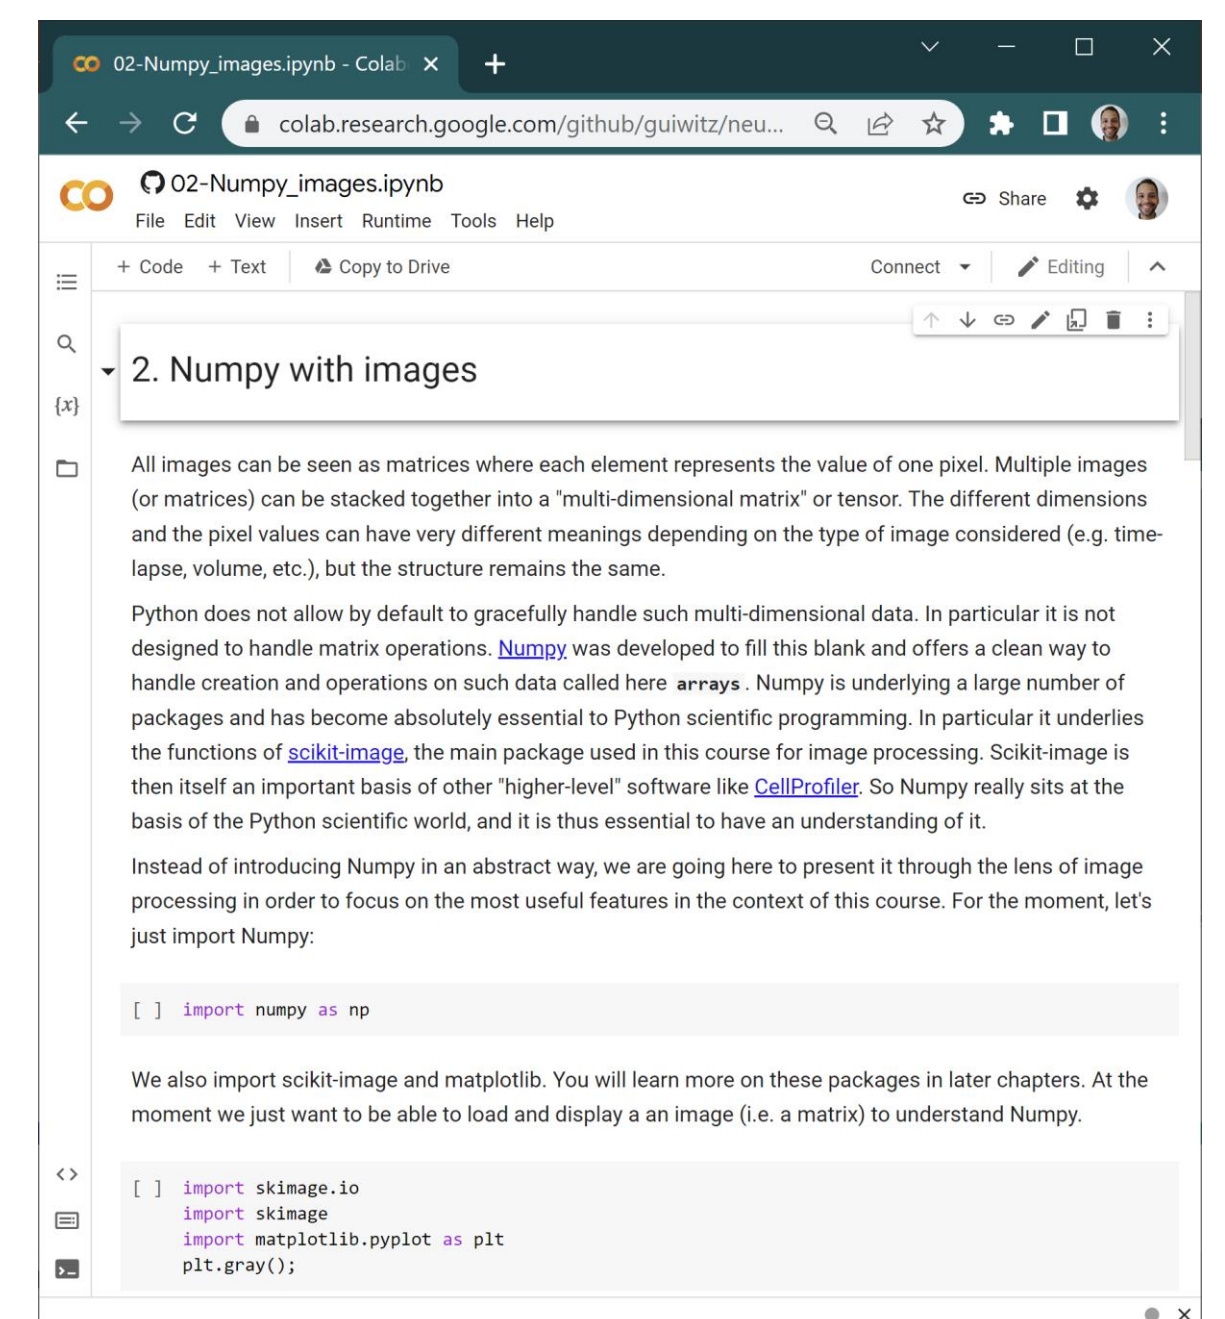 02-Numpy_images.ipynb - Colab
colab.research.google.com/github/guiwitz/neu...
02-Numpy_images.ipynb
Share
File Edit View Insert Runtime Tools Help
+ Code + Text Copy to Drive Connect Editing
2. Numpy with images
{x}
All images can be seen as matrices where each element represents the value of one pixel. Multiple images
(or matrices) can be stacked together into a "multi-dimensional matrix" or tensor. The different dimensions
and the pixel values can have very different meanings depending on the type of image considered (e.g. time-
lapse, volume, etc.), but the structure remains the same.
Python does not allow by default to gracefully handle such multi-dimensional data. In particular it is not
designed to handle matrix operations. Numpy was developed to fill this blank and offers a clean way to
handle creation and operations on such data called here arrays. Numpy is underlying a large number of
packages and has become absolutely essential to Python scientific programming. In particular it underlies
the functions of scikit-image, the main package used in this course for image processing. Scikit-image is
then itself an important basis of other "higher-level" software like CellProfiler. So Numpy really sits at the
basis of the Python scientific world, and it is thus essential to have an understanding of it.
Instead of introducing Numpy in an abstract way, we are going here to present it through the lens of image
processing in order to focus on the most useful features in the context of this course. For the moment, let's
just import Numpy:
[ ] import numpy as np
We also import scikit-image and matplotlib. You will learn more on these packages in later chapters. At the
moment we just want to be able to load and display a an image (i.e. a matrix) to understand Numpy.
[ ] import skimage.io
import skimage
import matplotlib.pyplot as plt
plt.gray();